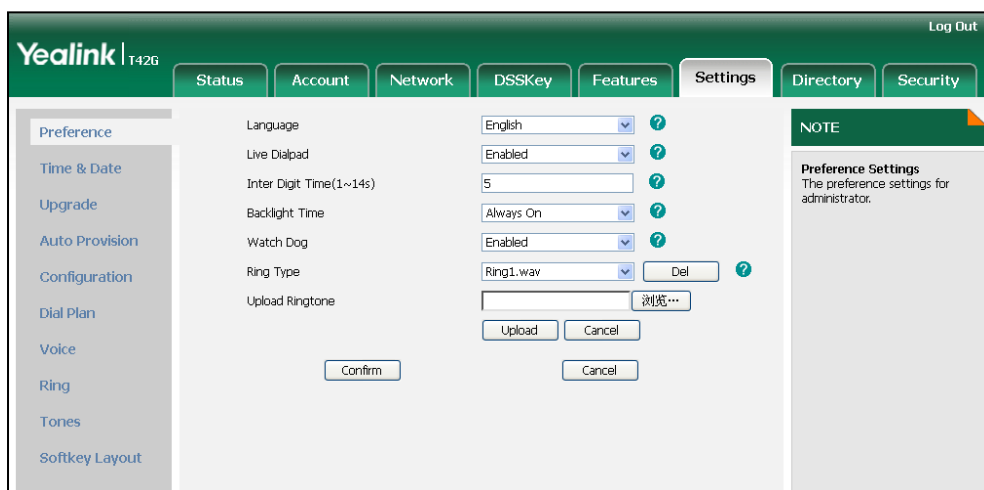 Log Out
Yealink | T42G
Status Account Network DSSKey Features Settings Directory Security
Preference
Time & Date
Upgrade
Auto Provision
Configuration
Dial Plan
Voice
Ring
Tones
Softkey Layout
Language English ?
Live Dialpad Enabled ?
Inter Digit Time(1~14s) 5 ?
Backlight Time Always On ?
Watch Dog Enabled ?
Ring Type Ring1.wav Del ?
Upload Ringtone 浏览…
Upload Cancel
Confirm Cancel
NOTE
Preference Settings
The preference settings for
administrator.